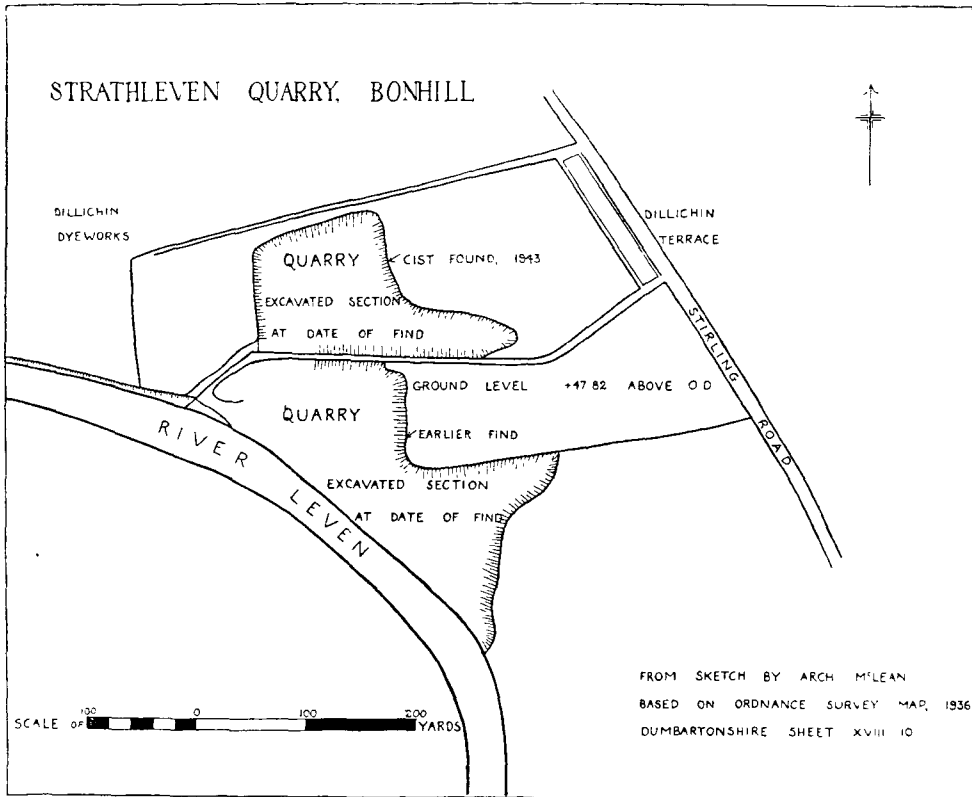 STRATHLEVEN QUARRY, BONHILL
DILLICHIN
DYEWORKS
DILLICHIN
TERRACE
QUARRY
CIST FOUND, 1943
EXCAVATED SECTION
AT DATE OF FIND
STIRLING ROAD
GROUND LEVEL +47 82 ABOVE O D
QUARRY
EARLIER FIND
RIVER LEVEN
EXCAVATED SECTION
AT DATE OF FIND
FROM SKETCH BY ARCH McLEAN
BASED ON ORDNANCE SURVEY MAP, 1936
DUMBARTONSHIRE SHEET XVIII 10
100 0 100 200
SCALE OF YARDS